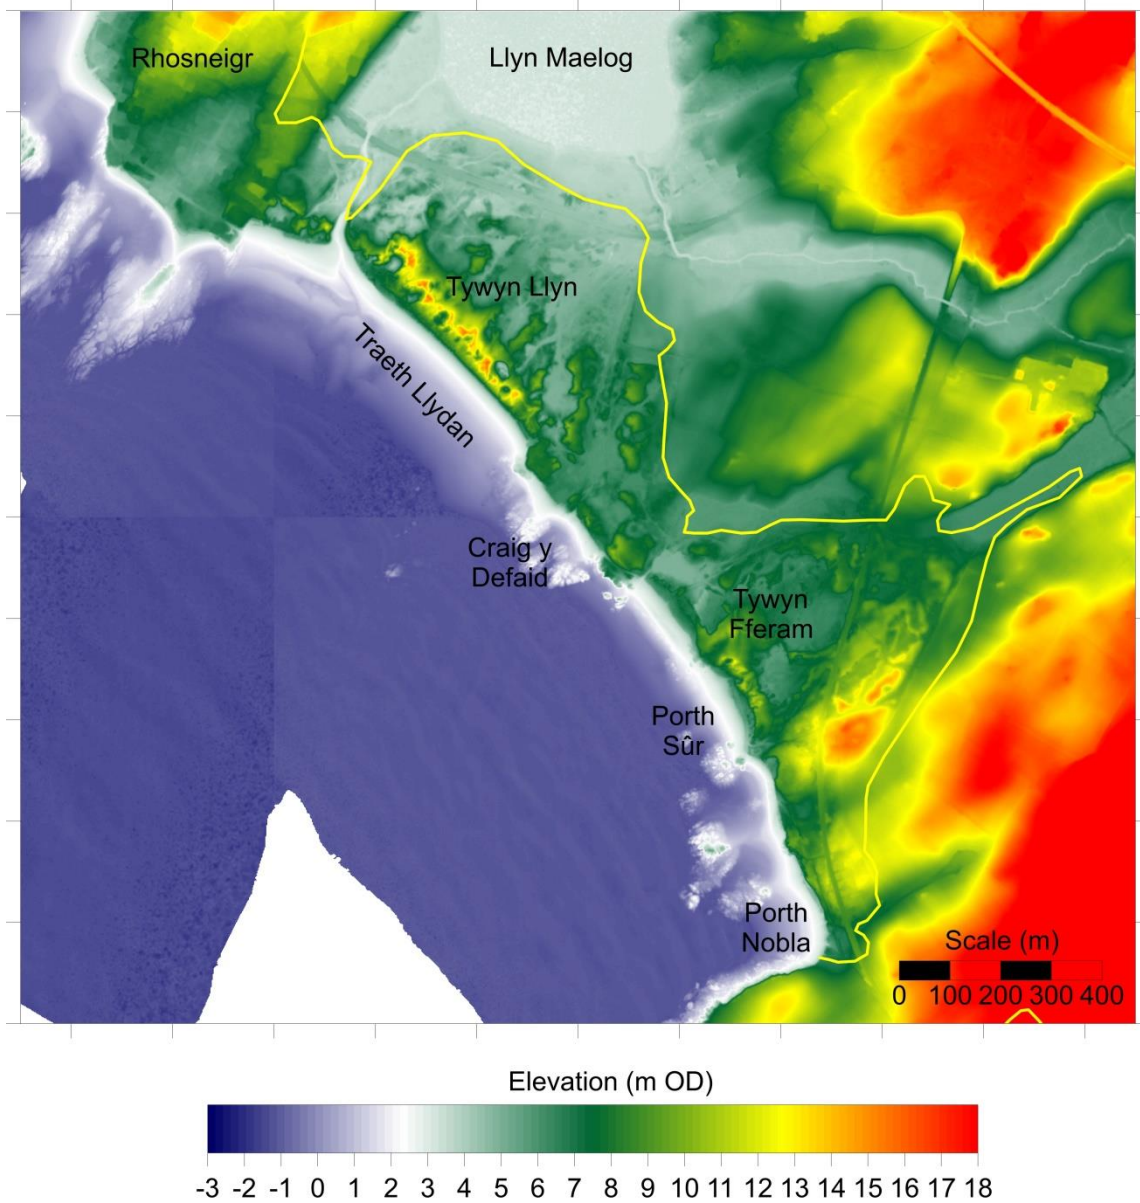 Rhosneigr
Llyn Maelog
Tywyn Llyn
Traeth Llydan
Craig y
Defaid
Tywyn
Fferam
Porth
Sûr
Porth
Nobla
Scale (m)
0 100 200 300 400
Elevation (m OD)
-3 -2 -1 0 1 2 3 4 5 6 7 8 9 10 11 12 13 14 15 16 17 18